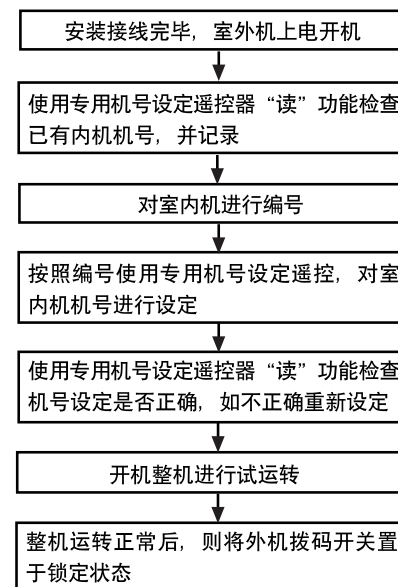 安装接线完毕，室外机上电开机
使用专用机号设定遥控器“读”功能检查
已有内机机号，并记录
对室内机进行编号
按照编号使用专用机号设定遥控，对室
内机机号进行设定
使用专用机号设定遥控器“读”功能检查
机号设定是否正确，如不正确重新设定
开机整机进行试运转
整机运转正常后，则将外机拨码开关置
于锁定状态